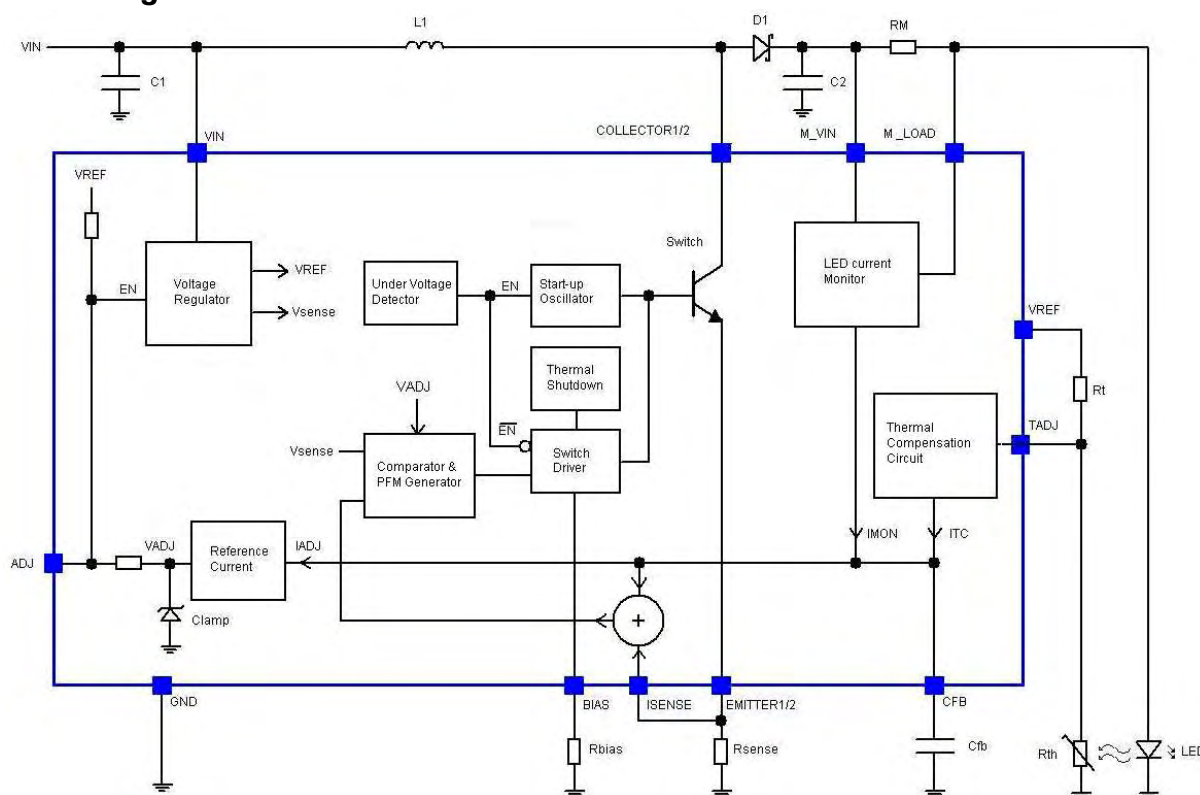 L1
D1
RM
VIN
C1
C2
VIN
COLLECTOR1/2
M_VIN
M_LOAD
VREF
Switch
EN
Voltage
Regulator
VREF
Vsense
Under Voltage
Detector
EN
Start-up
Oscillator
LED current
Monitor
VREF
Thermal
Shutdown
Rt
VADJ
EN
TADJ
Vsense
Comparator &
PFM Generator
Switch
Driver
Thermal
Compensation
Circuit
IMON
ITC
ADJ
VADJ
Reference
Current
IADJ
Clamp
+
GND
BIAS
ISENSE
EMITTER1/2
CFB
Rbias
Rsense
Cfb
Rth
LED